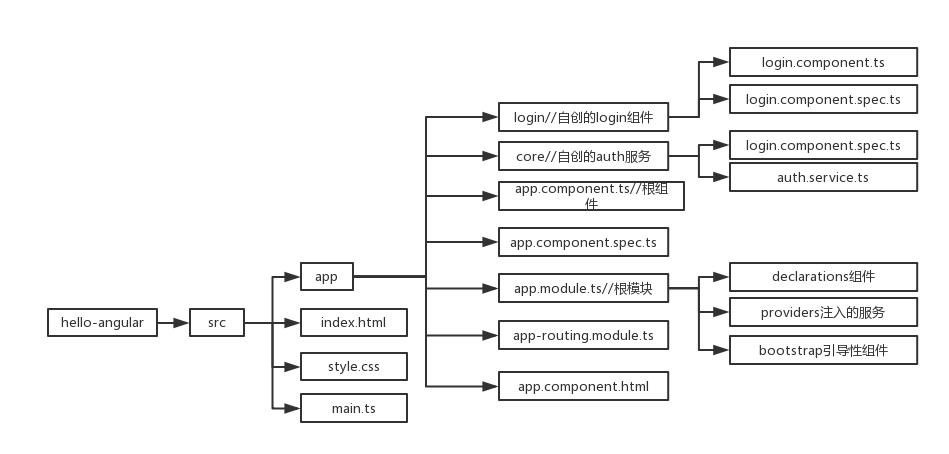 hello-angular
src
app
index.html
style.css
main.ts
login//自创的login组件
core//自创的auth服务
app.component.ts//根组
件
app.component.spec.ts
app.module.ts//根模块
app-routing.module.ts
app.component.html
login.component.ts
login.component.spec.ts
login.component.spec.ts
auth.service.ts
declarations组件
providers注入的服务
bootstrap引导性组件